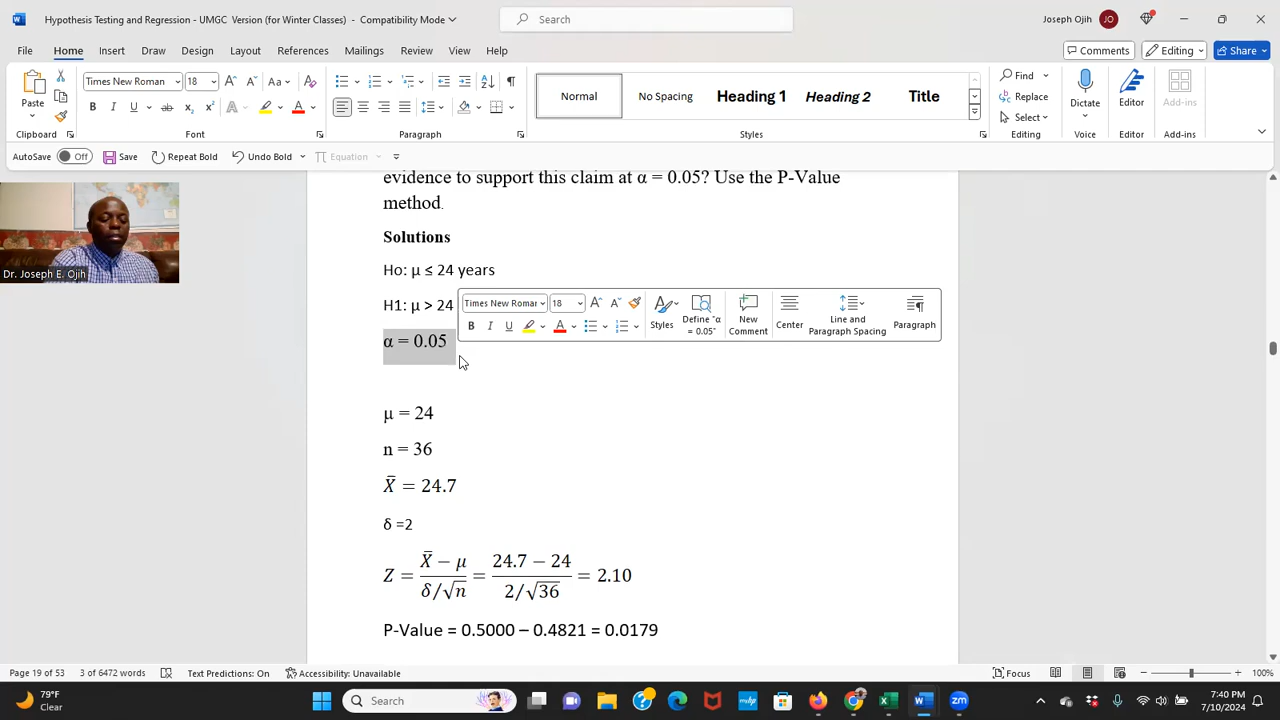 Hypothesis Testing and Regression - UMGC Version (for Winter Classes) - Compatibility Mode
Search
Joseph Ojih
JO
File Home Insert Draw Design Layout References Mailings Review View Help
Comments
Editing
Share
Times New Roman 18
Normal
No Spacing
Heading 1
Heading 2
Title
Find
Replace
Select
Paste
Dictate
Editor
Add-ins
Clipboard
Font
Paragraph
Styles
Editing
Voice
Editor
Add-ins
AutoSave Off Save Repeat Bold Undo Bold Equation
evidence to support this claim at α = 0.05? Use the P-Value
method.
Solutions
Ho: μ ≤ 24 years
H1: μ > 24
α = 0.05
Times New Roman 18
Styles
Define "α = 0.05"
New Comment
Center
Line and Paragraph Spacing
Paragraph
μ = 24
n = 36
X̄ = 24.7
δ =2
Z = (X̄ − μ)/(δ/√n) = (24.7 − 24)/(2/√36) = 2.10
P-Value = 0.5000 – 0.4821 = 0.0179
Dr. Joseph E. Ojih
Page 19 of 53 3 of 6472 words Text Predictions: On Accessibility: Unavailable
Focus
100%
79°F
Clear
Search
7:40 PM
7/10/2024